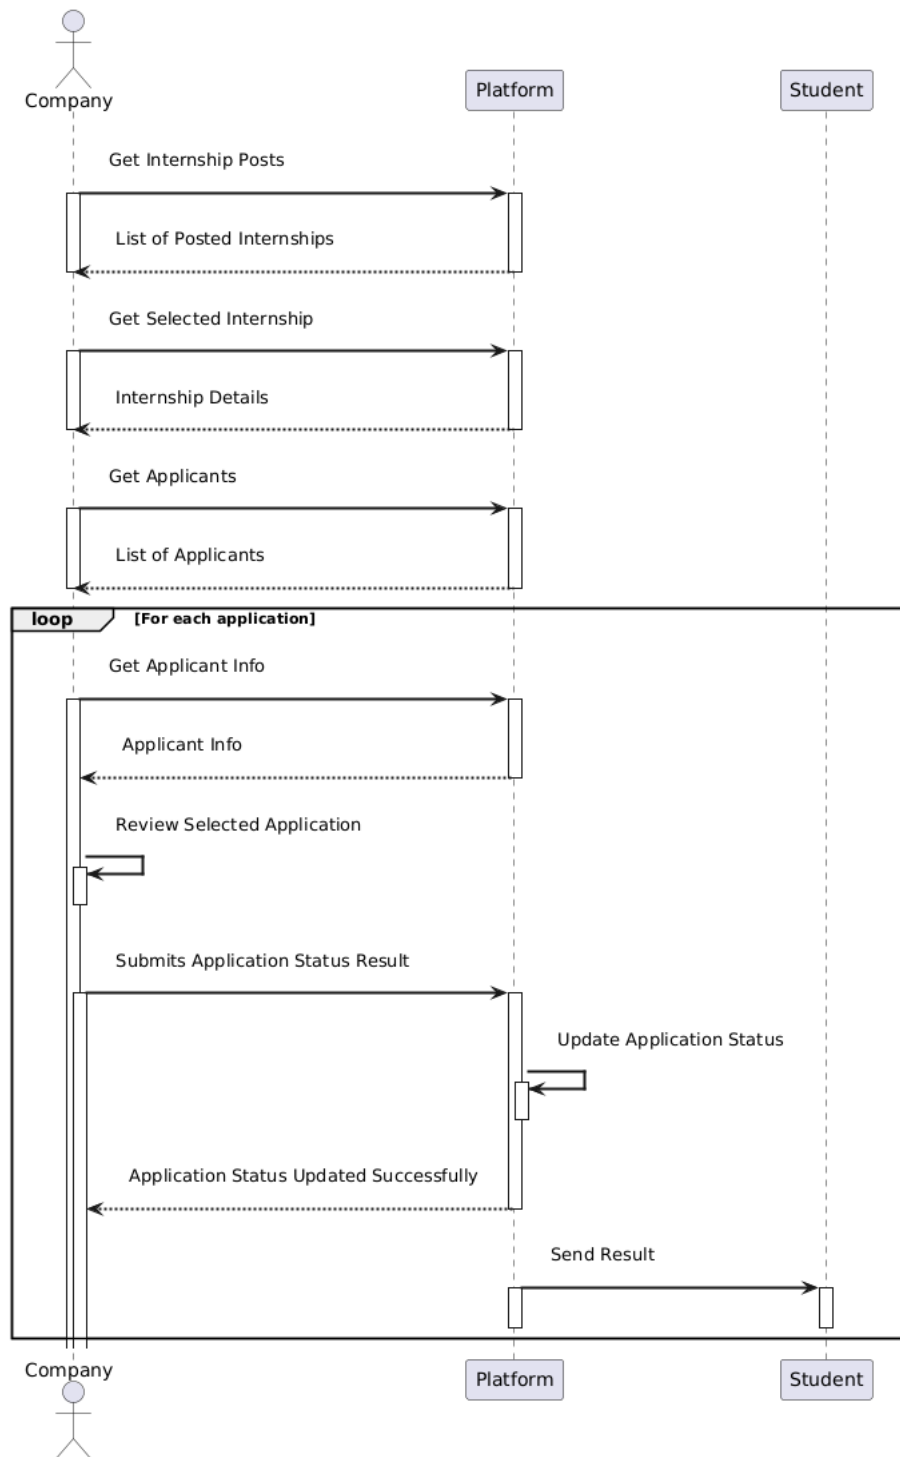 Company
Platform
Student
Get Internship Posts
List of Posted Internships
Get Selected Internship
Internship Details
Get Applicants
List of Applicants
loop
[For each application]
Get Applicant Info
Applicant Info
Review Selected Application
Submits Application Status Result
Update Application Status
Application Status Updated Successfully
Send Result
Company
Platform
Student